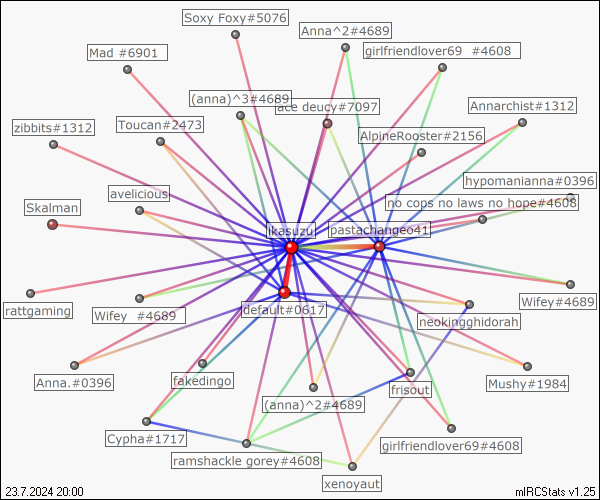 Soxy Foxy#5076
Anna^2#4689
Mad #6901
girlfriendlover69 #4608
(anna)^3#4689
ace deucy#7097
Annarchist#1312
zibbits#1312
Toucan#2473
AlpineRooster#2156
hypomanianna#0396
avelicious
no cops no laws no hope#4608
Skalman
ikasuzu
pastachangeo41
rattgaming
Wifey #4689
default#0617
neokingghidorah
Wifey#4689
Anna.#0396
fakedingo
(anna)^2#4689
frisout
Mushy#1984
Cypha#1717
ramshackle gorey#4608
girlfriendlover69#4608
xenoyaut
23.7.2024 20:00
mIRCStats v1.25